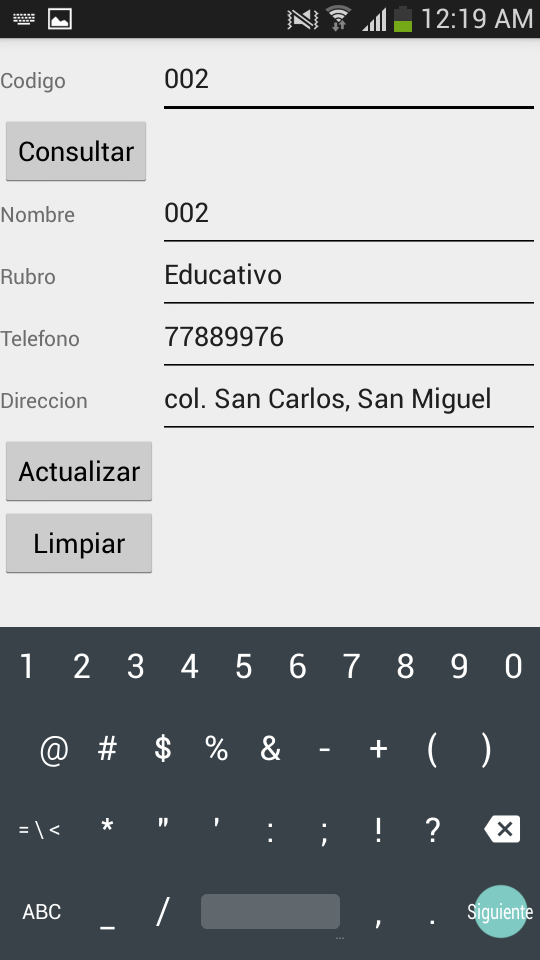 12:19 AM
Codigo 002
Consultar
Nombre 002
Rubro Educativo
Telefono 77889976
Direccion col. San Carlos, San Miguel
Actualizar
Limpiar
1 2 3 4 5 6 7 8 9 0
@ # $ % & - + ( )
= \ < * " ' : ; ! ?
ABC _ / , . Siguiente